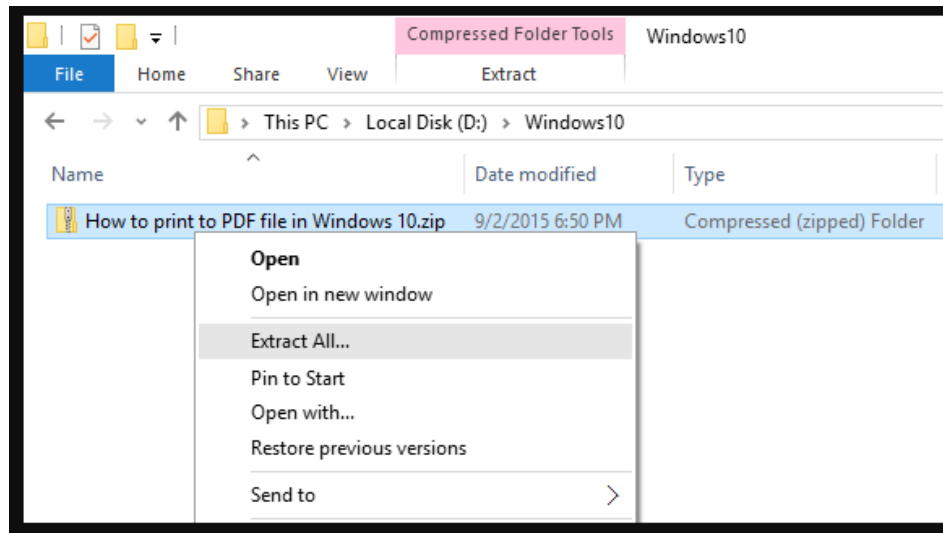 Compressed Folder Tools Windows10
File Home Share View Extract
This PC > Local Disk (D:) > Windows10
Name Date modified Type
How to print to PDF file in Windows 10.zip 9/2/2015 6:50 PM Compressed (zipped) Folder
Open
Open in new window
Extract All...
Pin to Start
Open with...
Restore previous versions
Send to